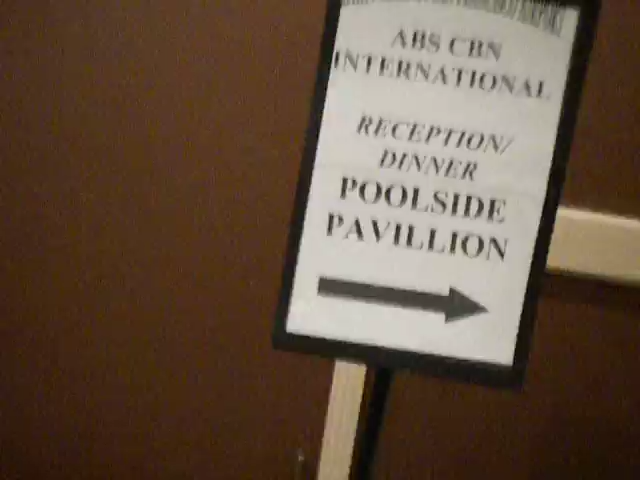 ABS CBN
INTERNATIONAL
RECEPTION/
DINNER
POOLSIDE
PAVILLION